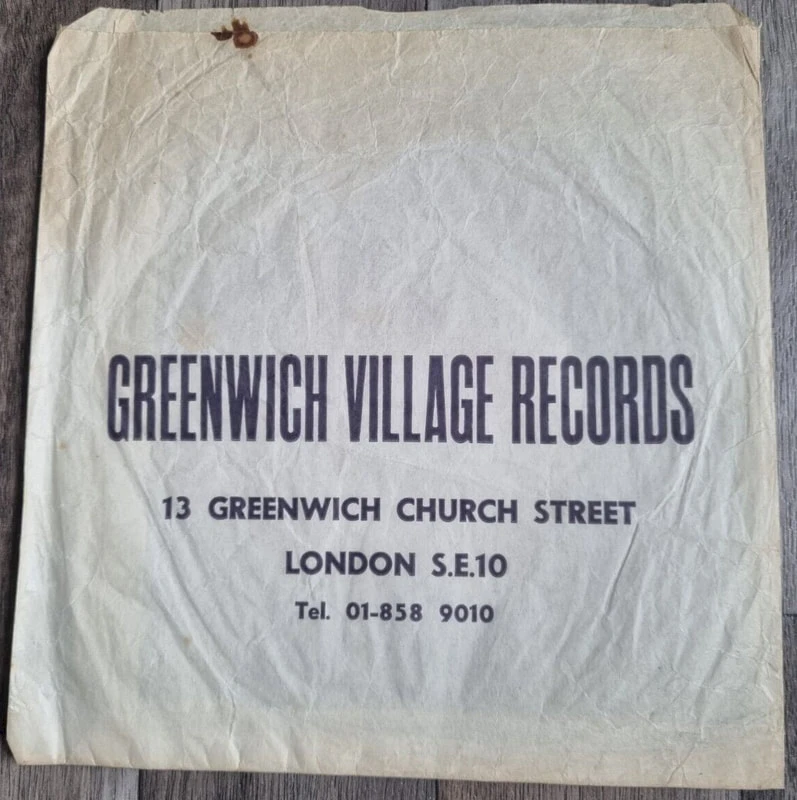 GREENWICH VILLAGE RECORDS
13 GREENWICH CHURCH STREET
LONDON S.E.10
Tel. 01-858 9010